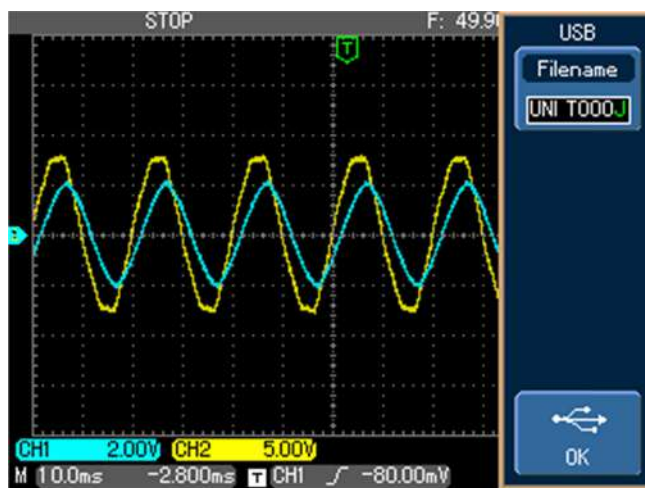 STOP F: 49.9
T
USB
Filename
UNI T000J
OK
CH1 2.00V CH2 5.00V
M 10.0ms -2.800ms T CH1 -80.00mV